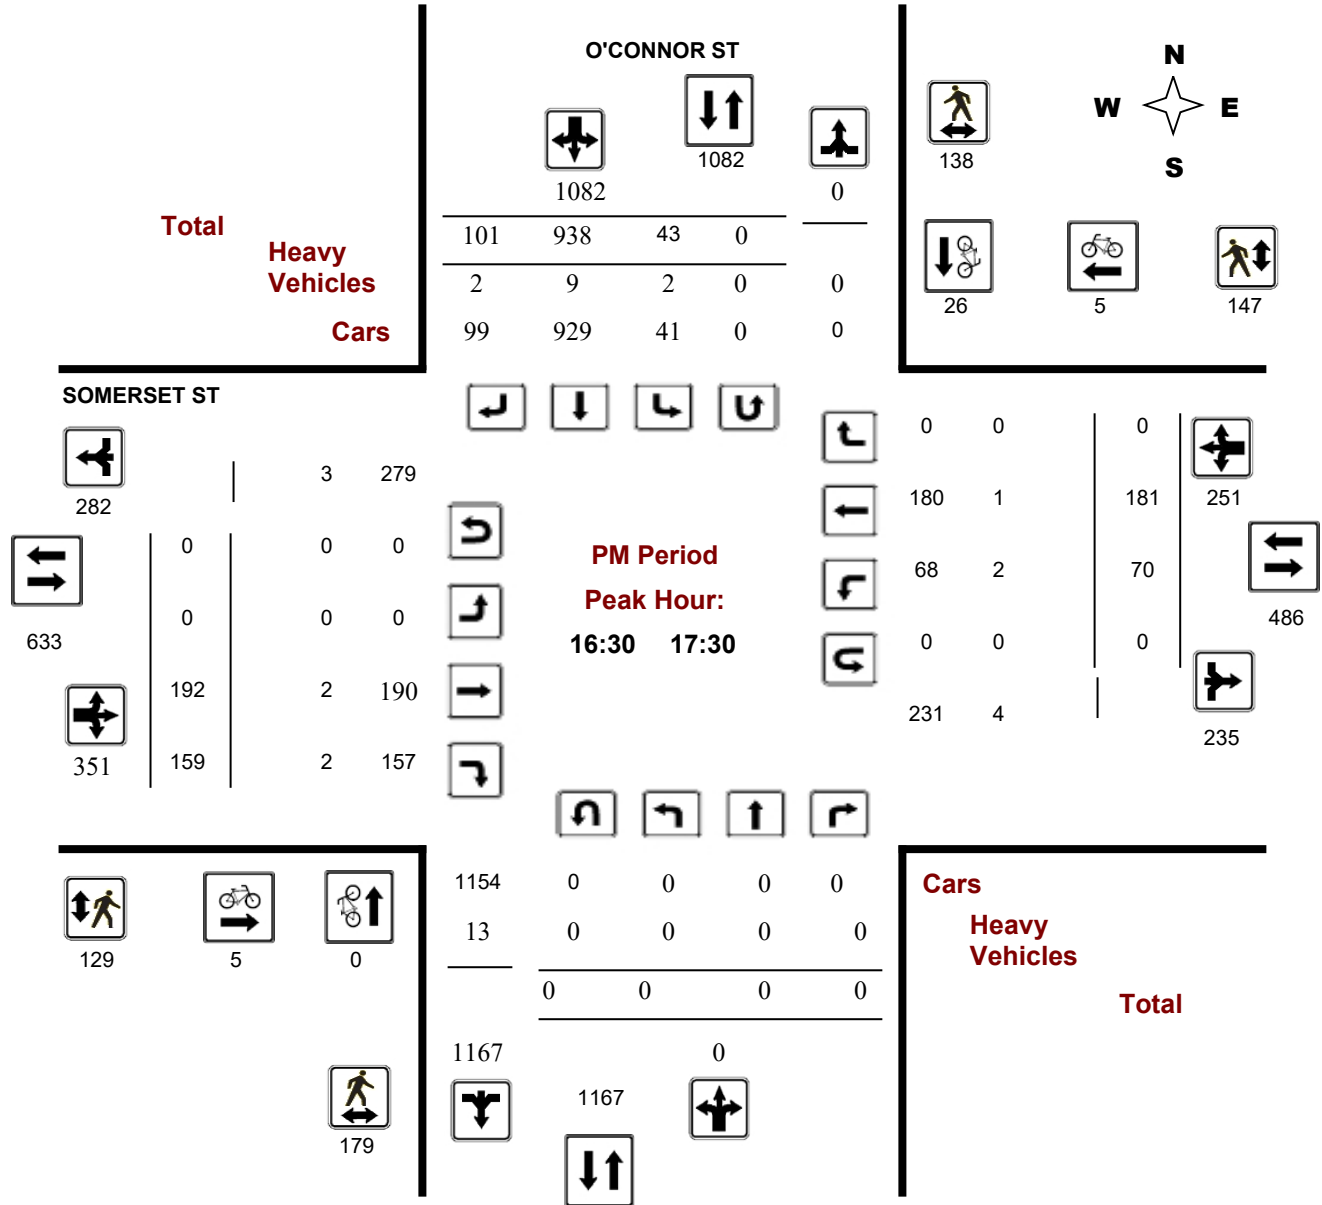 O'CONNOR ST
N
W E
S
1082
138
1082 0
Total
101 938 43 0
Heavy
Vehicles
2 9 2 0 0
26 5 147
Cars
99 929 41 0 0
SOMERSET ST
0 0 0
3 279
282
180 1 181 251
0 0 0
PM Period
68 2 70
Peak Hour:
0 0 0
486
633
16:30 17:30
0 0 0
192 2 190
231 4
235
351 159 2 157
1154 0 0 0 0
Cars
13 0 0 0 0
Heavy
Vehicles
129 5 0
0 0 0 0
Total
1167 0
1167
179